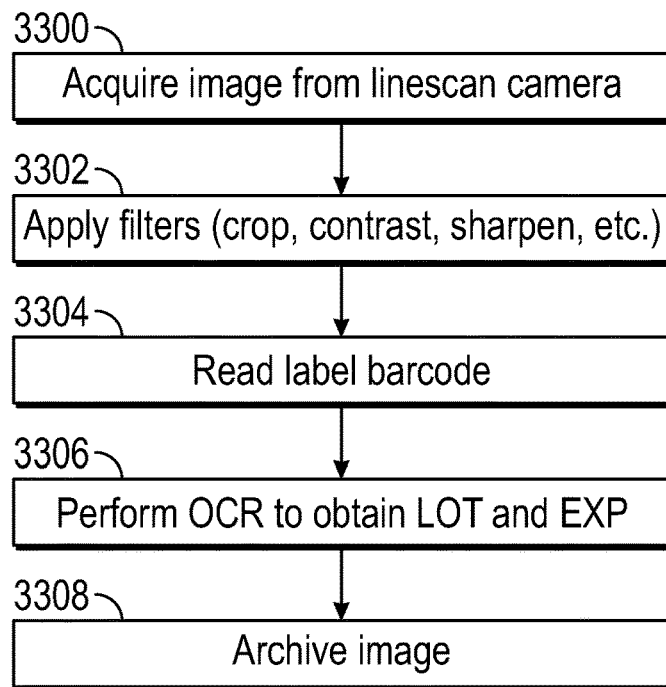 3300
Acquire image from linescan camera
3302
Apply filters (crop, contrast, sharpen, etc.)
3304
Read label barcode
3306
Perform OCR to obtain LOT and EXP
3308
Archive image